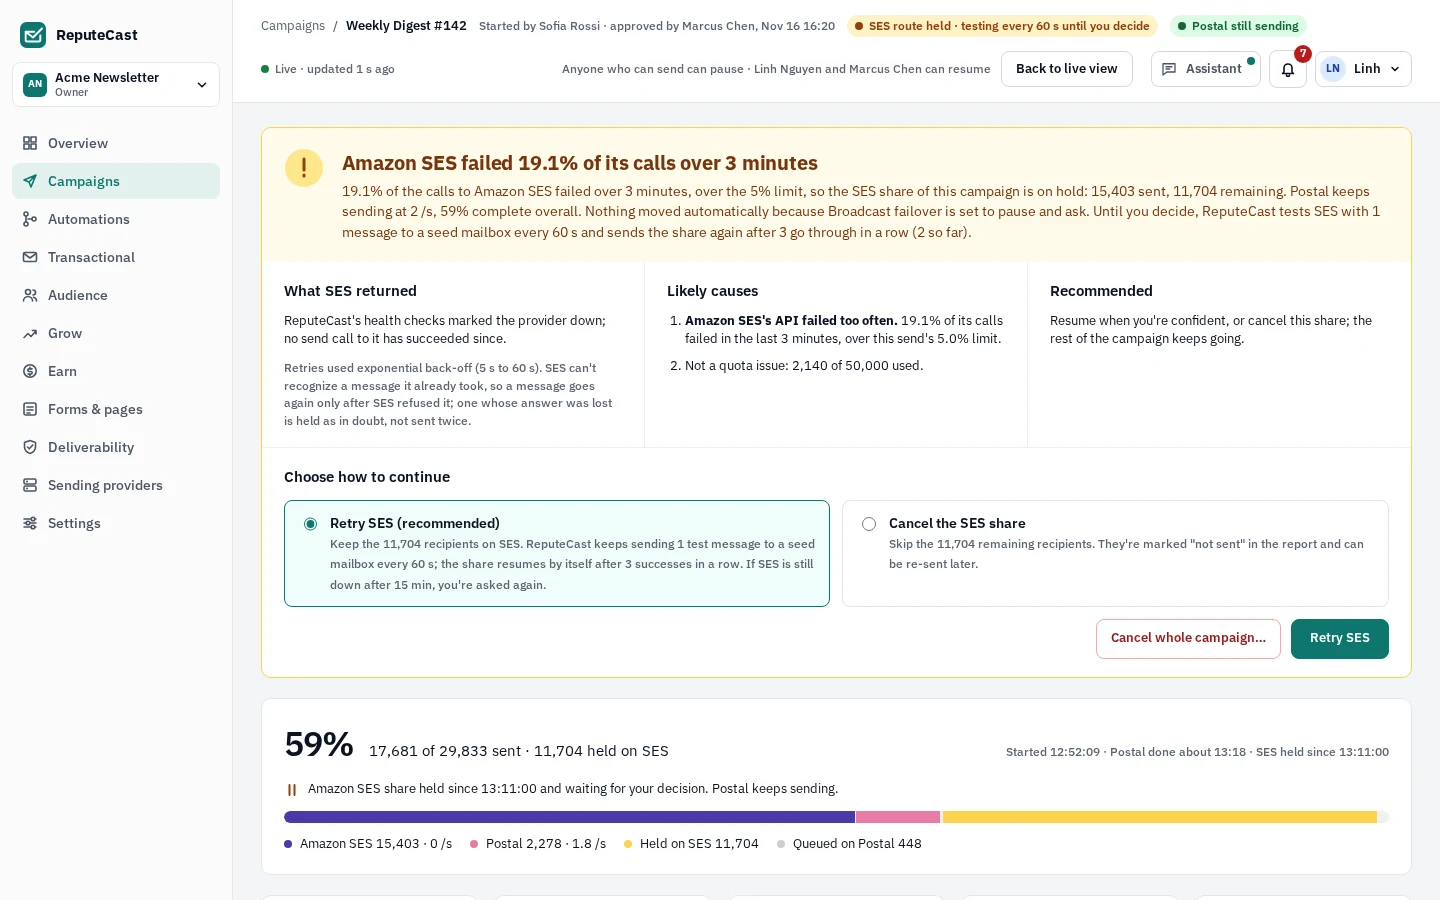 ReputeCast
AN
Acme Newsletter
Owner
Overview
Campaigns
Automations
Transactional
Audience
Grow
Earn
Forms & pages
Deliverability
Sending providers
Settings
Campaigns / Weekly Digest #142 Started by Sofia Rossi · approved by Marcus Chen, Nov 16 16:20 SES route held · testing every 60 s until you decide Postal still sending
Live · updated 1 s ago Anyone who can send can pause · Linh Nguyen and Marcus Chen can resume Back to live view Assistant 7 LN Linh
Amazon SES failed 19.1% of its calls over 3 minutes
19.1% of the calls to Amazon SES failed over 3 minutes, over the 5% limit, so the SES share of this campaign is on hold: 15,403 sent, 11,704 remaining. Postal keeps
sending at 2 /s, 59% complete overall. Nothing moved automatically because Broadcast failover is set to pause and ask. Until you decide, ReputeCast tests SES with 1
message to a seed mailbox every 60 s and sends the share again after 3 go through in a row (2 so far).
What SES returned
ReputeCast's health checks marked the provider down;
no send call to it has succeeded since.
Retries used exponential back-off (5 s to 60 s). SES can't
recognize a message it already took, so a message goes
again only after SES refused it; one whose answer was lost
is held as in doubt, not sent twice.
Likely causes
1. Amazon SES's API failed too often. 19.1% of its calls
failed in the last 3 minutes, over this send's 5.0% limit.
2. Not a quota issue: 2,140 of 50,000 used.
Recommended
Resume when you're confident, or cancel this share; the
rest of the campaign keeps going.
Choose how to continue
Retry SES (recommended)
Keep the 11,704 recipients on SES. ReputeCast keeps sending 1 test message to a seed
mailbox every 60 s; the share resumes by itself after 3 successes in a row. If SES is still
down after 15 min, you're asked again.
Cancel the SES share
Skip the 11,704 remaining recipients. They're marked "not sent" in the report and can
be re-sent later.
Cancel whole campaign... Retry SES
59% 17,681 of 29,833 sent · 11,704 held on SES Started 12:52:09 · Postal done about 13:18 · SES held since 13:11:00
Amazon SES share held since 13:11:00 and waiting for your decision. Postal keeps sending.
Amazon SES 15,403 · 0 /s Postal 2,278 · 1.8 /s Held on SES 11,704 Queued on Postal 448